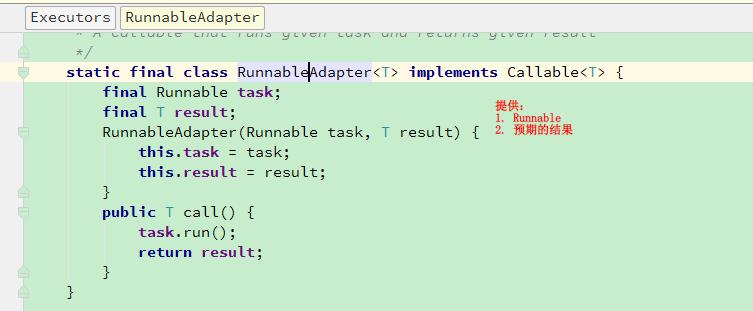 Executors RunnableAdapter
* A callable that runs given task and returns given result
*/
static final class RunnableAdapter<T> implements Callable<T> {
final Runnable task;
final T result;
RunnableAdapter(Runnable task, T result) {
this.task = task;
this.result = result;
}
public T call() {
task.run();
return result;
}
}
提供：
1. Runnable
2. 预期的结果